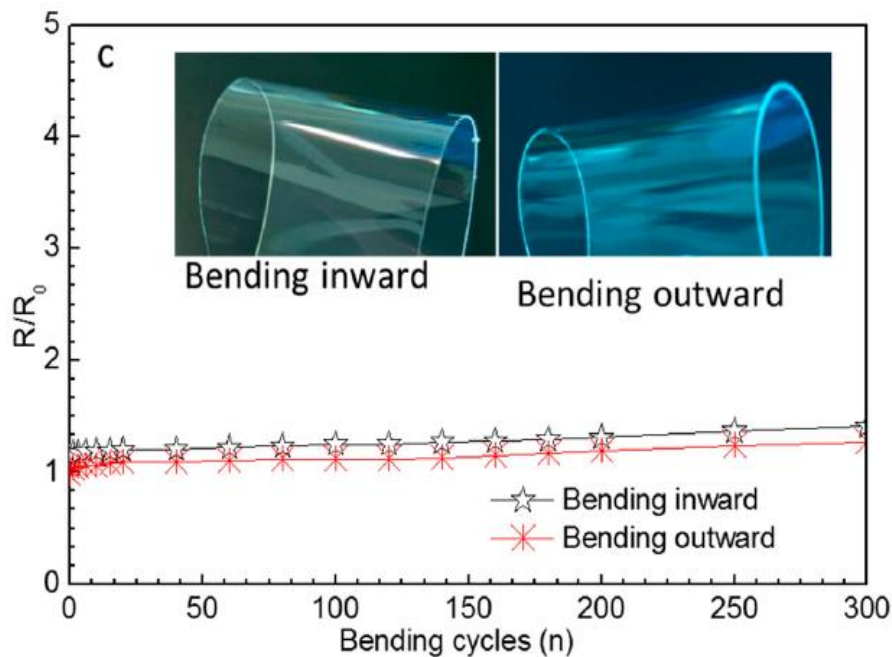 c
Bending inward
Bending outward
5
4
3
2
1
0
R/R₀
Bending inward
Bending outward
0 50 100 150 200 250 300
Bending cycles (n)